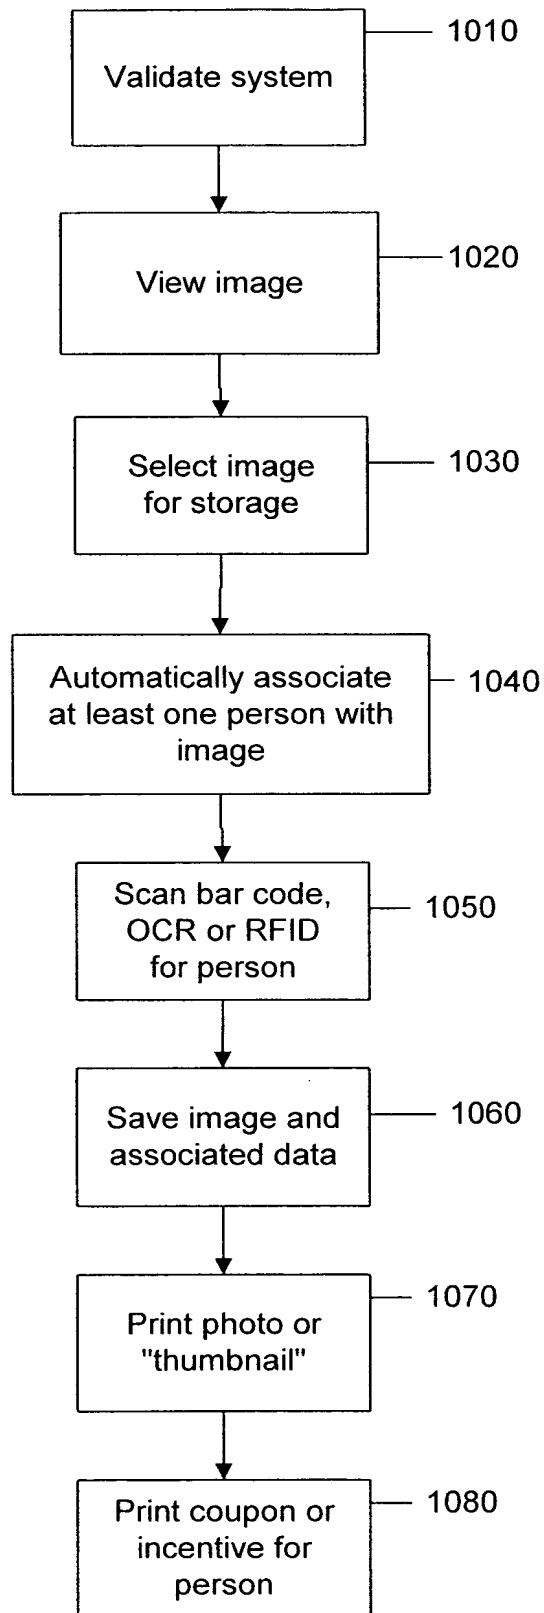 1010
Validate system
1020
View image
1030
Select image
for storage
1040
Automatically associate
at least one person with
image
1050
Scan bar code,
OCR or RFID
for person
1060
Save image and
associated data
1070
Print photo or
"thumbnail"
1080
Print coupon or
incentive for
person